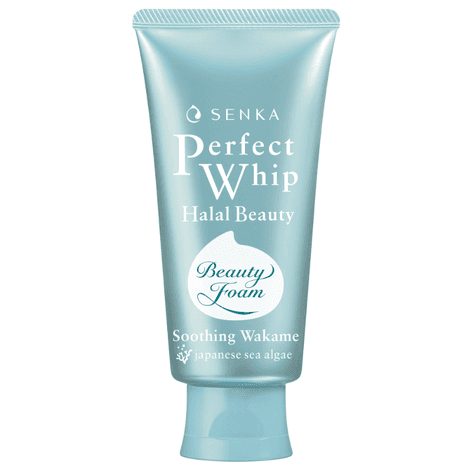 SENKA
Perfect
Whip
Halal Beauty
Beauty
Foam
Soothing Wakame
japanese sea algae